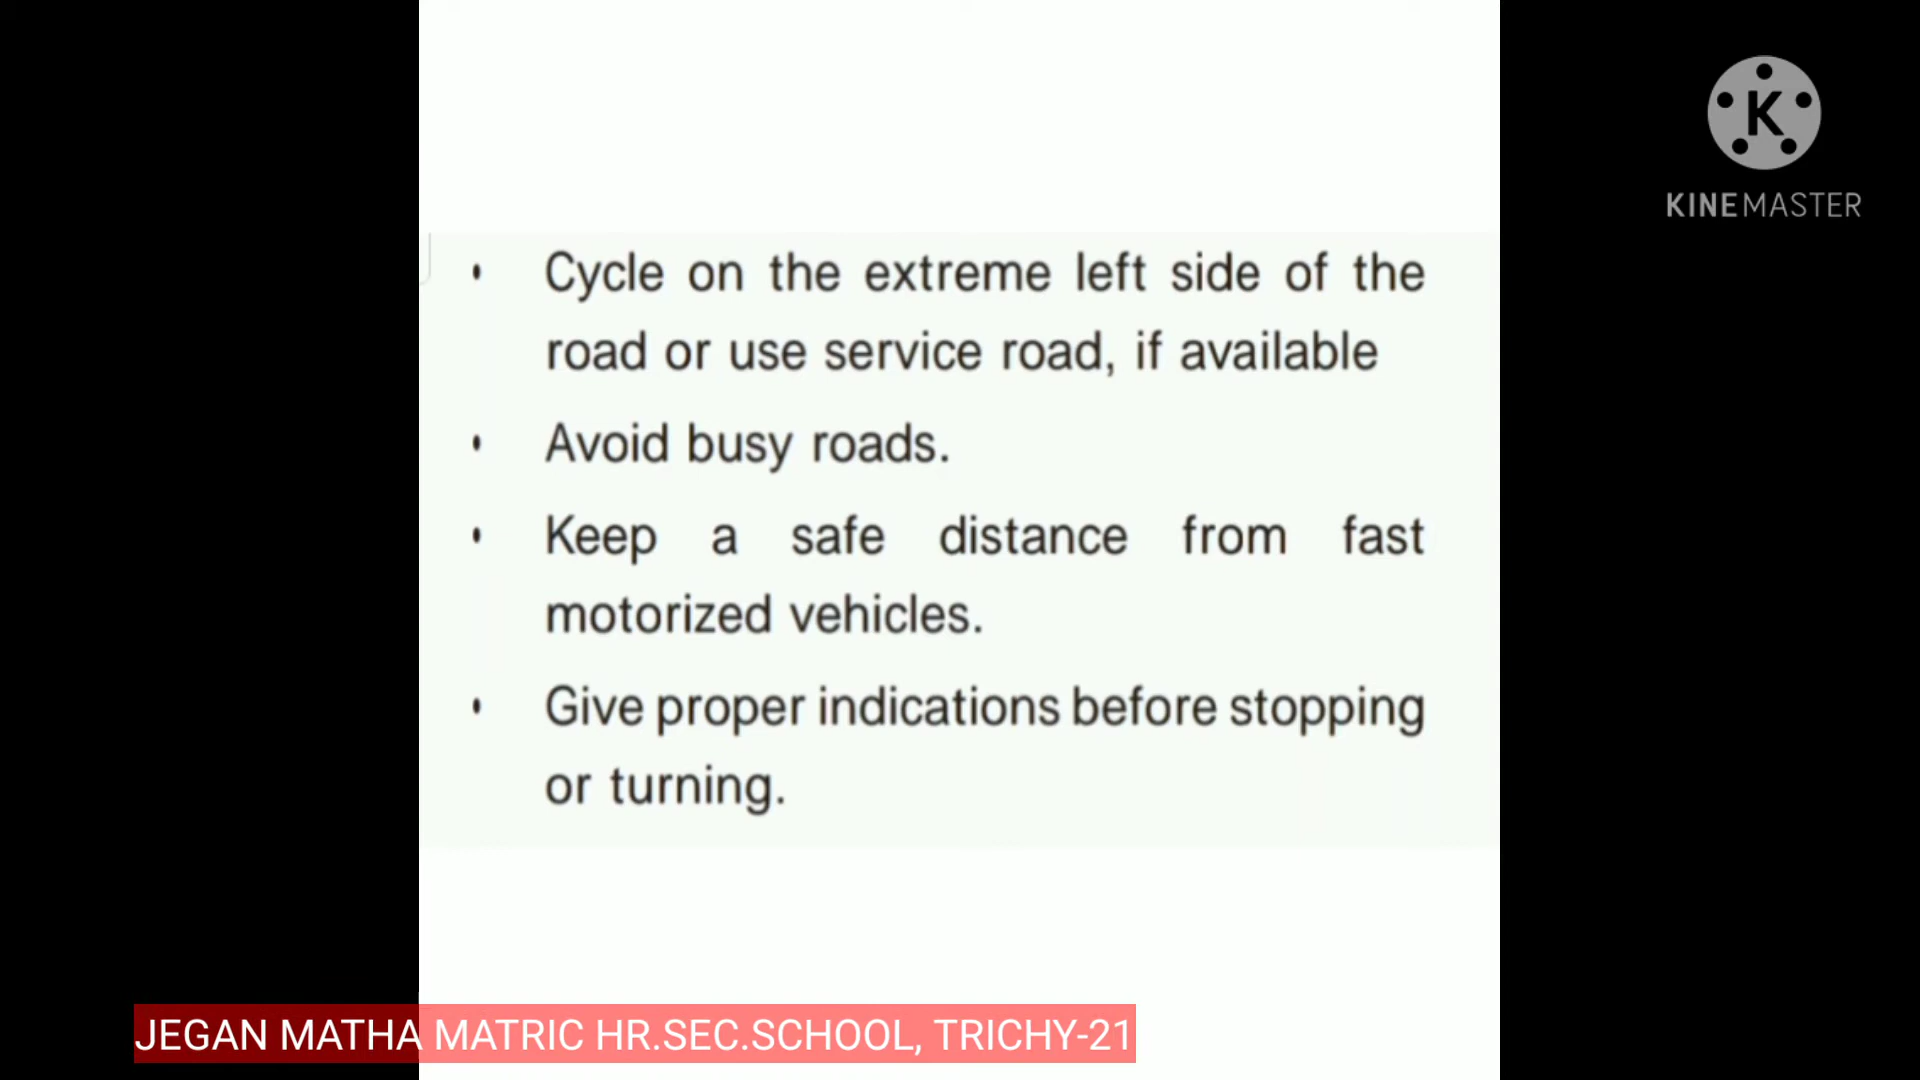 K
KINEMASTER
• Cycle on the extreme left side of the
road or use service road, if available
• Avoid busy roads.
• Keep a safe distance from fast
motorized vehicles.
• Give proper indications before stopping
or turning.
JEGAN MATHA MATRIC HR.SEC.SCHOOL, TRICHY-21